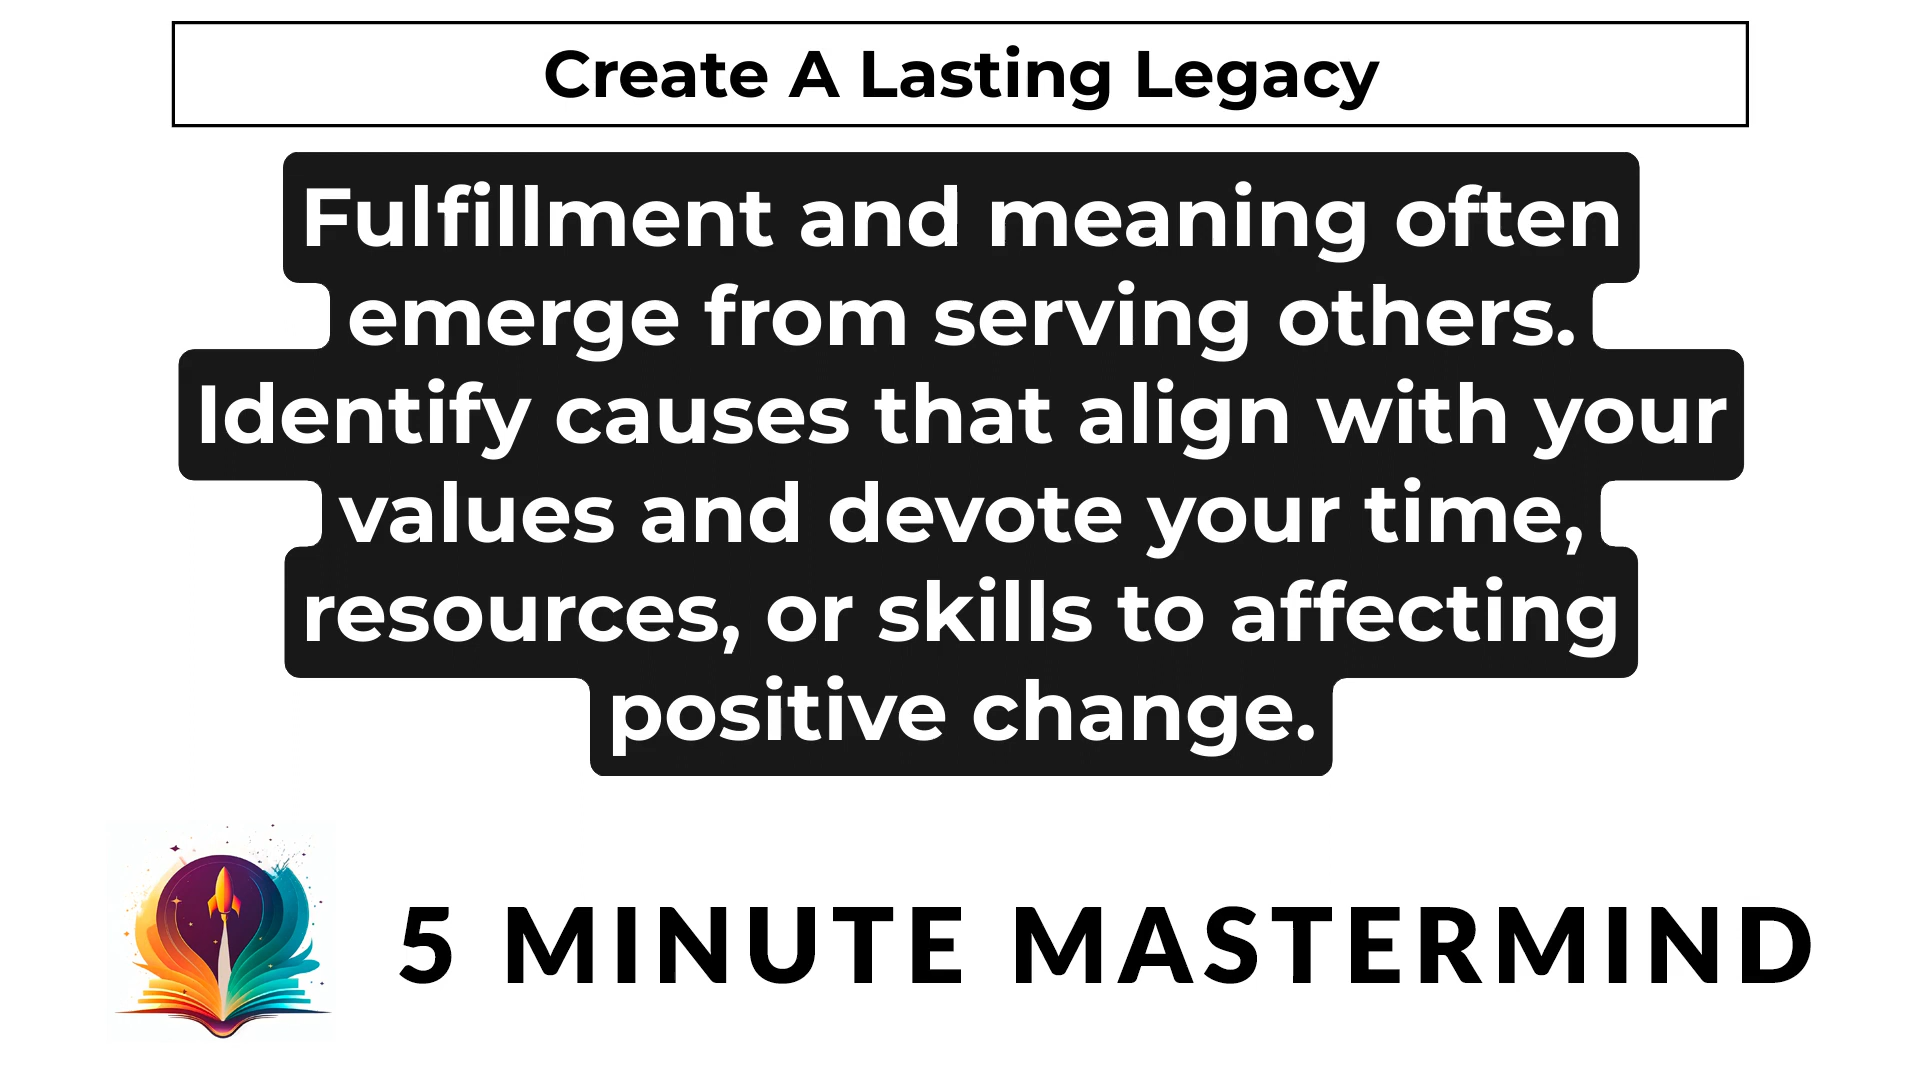 Create A Lasting Legacy
Fulfillment and meaning often
emerge from serving others.
Identify causes that align with your
values and devote your time,
resources, or skills to affecting
positive change.
5 MINUTE MASTERMIND